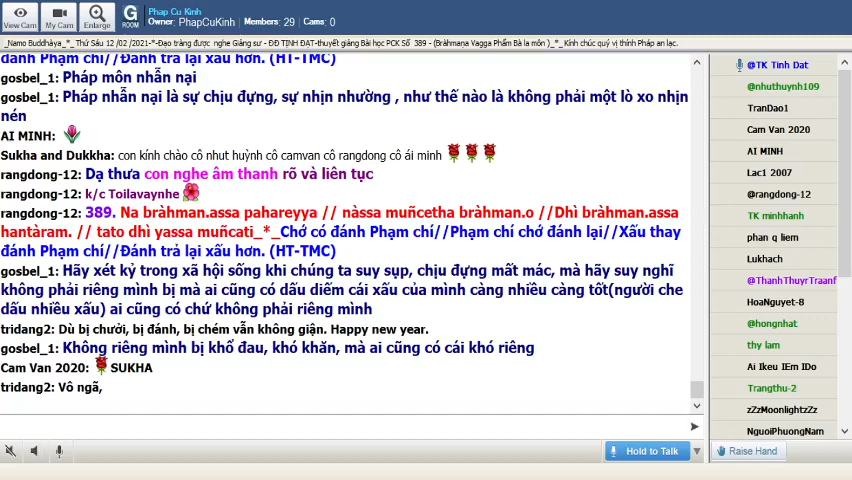 View Cam
My Cam
Enlarge
G
ROOM
Phap Cu Kinh
Owner: PhapCuKinh | Members: 29 | Cams: 0
_Namo Buddhàya_*_ Thứ Sáu 12 /02 /2021-*-Đạo tràng được nghe Giảng sư - ĐĐ TỊNH ĐẠT-thuyết giảng Bài học PCK Số 389 - (Bràhmaṇa Vagga Phẩm Bà la môn )_*_ Kính chúc quý vị thính Pháp an lạc.
đánh Phạm chí//Đánh trả lại xấu hơn. (HT-TMC)
gosbel_1: Pháp môn nhẫn nại
gosbel_1: Pháp nhẫn nại là sự chịu đựng, sự nhịn nhường , như thế nào là không phải một lò xo nhịn
nén
AI MINH:
Sukha and Dukkha: con kính chào cô nhut huỳnh cô camvan cô rangdong cô ái minh
rangdong-12: Dạ thưa con nghe âm thanh rõ và liên tục
rangdong-12: k/c Toilavaynhe
rangdong-12: 389. Na bràhman.assa pahareyya // nàssa muñcetha bràhman.o //Dhì bràhman.assa
hantàram. // tato dhì yassa muñcati_*_Chớ có đánh Phạm chí//Phạm chí chớ đánh lại//Xấu thay
đánh Phạm chí//Đánh trả lại xấu hơn. (HT-TMC)
gosbel_1: Hãy xét kỷ trong xã hội sống khi chúng ta suy sụp, chịu đựng mất mác, mà hãy suy nghĩ
không phải riêng mình bị mà ai cũng có dấu diếm cái xấu của mình càng nhiều càng tốt(người che
dấu nhiều xấu) ai cũng có chứ không phải riêng mình
tridang2: Dù bị chưởi, bị đánh, bị chém vẫn không giận. Happy new year.
gosbel_1: Không riêng mình bị khổ đau, khó khăn, mà ai cũng có cái khó riêng
Cam Van 2020: SUKHA
tridang2: Vô ngã,
@TK Tinh Dat
@nhuthuynh109
TranDao1
Cam Van 2020
AI MINH
Lac1 2007
@rangdong-12
TK minhhanh
phan q liem
Lukhach
@ThanhThuyrTraanf
HoaNguyet-8
@hongnhat
thy lam
Ai Ikeu IEm IDo
Trangthu-2
zZzMoonlightzZz
NguoiPhuongNam
Hold to Talk
Raise Hand